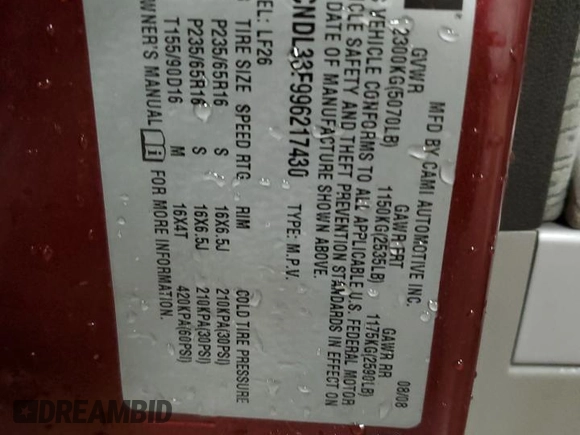 MFD BY CAMI AUTOMOTIVE INC. 08/08
GVWR GAWR FRT GAWR RR
2300KG(5070LB) 1150KG(2535LB) 1175KG(2590LB)
VEHICLE CONFORMS TO ALL APPLICABLE U.S. FEDERAL MOTOR
SAFETY AND THEFT PREVENTION STANDARDS IN EFFECT ON
DATE OF MANUFACTURE SHOWN ABOVE.
CNDL33F996217430 TYPE: M.P.V.
EL: LF26
TIRE SIZE SPEED RTG RIM COLD TIRE PRESSURE
P235/65R16 S 16X6.5J 210KPA(30PSI)
P235/65R16 S 16X6.5J 210KPA(30PSI)
T155/90D16 M 16X4T 420KPA(60PSI)
OWNER'S MANUAL FOR MORE INFORMATION.
DREAMBID